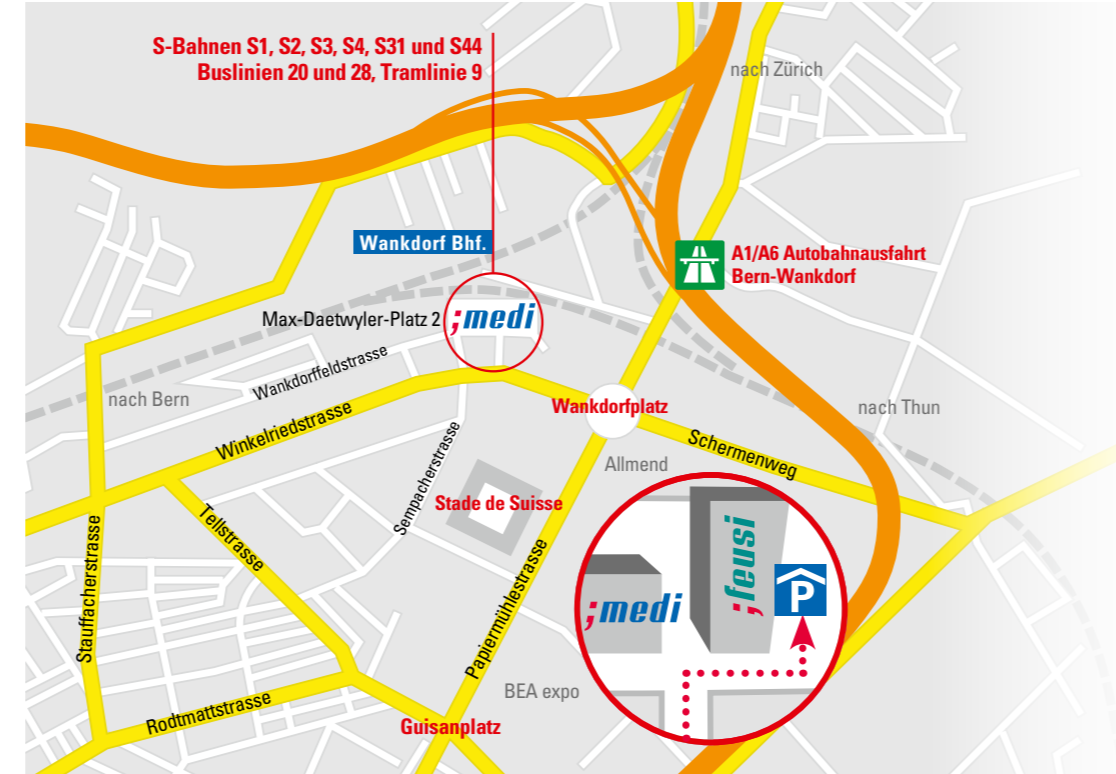 S-Bahnen S1, S2, S3, S4, S31 und S44
Buslinien 20 und 28, Tramlinie 9
nach Zürich
Wankdorf Bhf.
A1/A6 Autobahnausfahrt
Bern-Wankdorf
Max-Daetwyler-Platz 2
;medi
Wankdorffeldstrasse
nach Bern
Winkelriedstrasse
Wankdorfplatz
nach Thun
Schermenweg
Allmend
Sempacherstrasse
Stade de Suisse
Tellstrasse
Stauffacherstrasse
Papiermühlestrasse
;feusi
P
;medi
BEA expo
Rodtmattstrasse
Guisanplatz